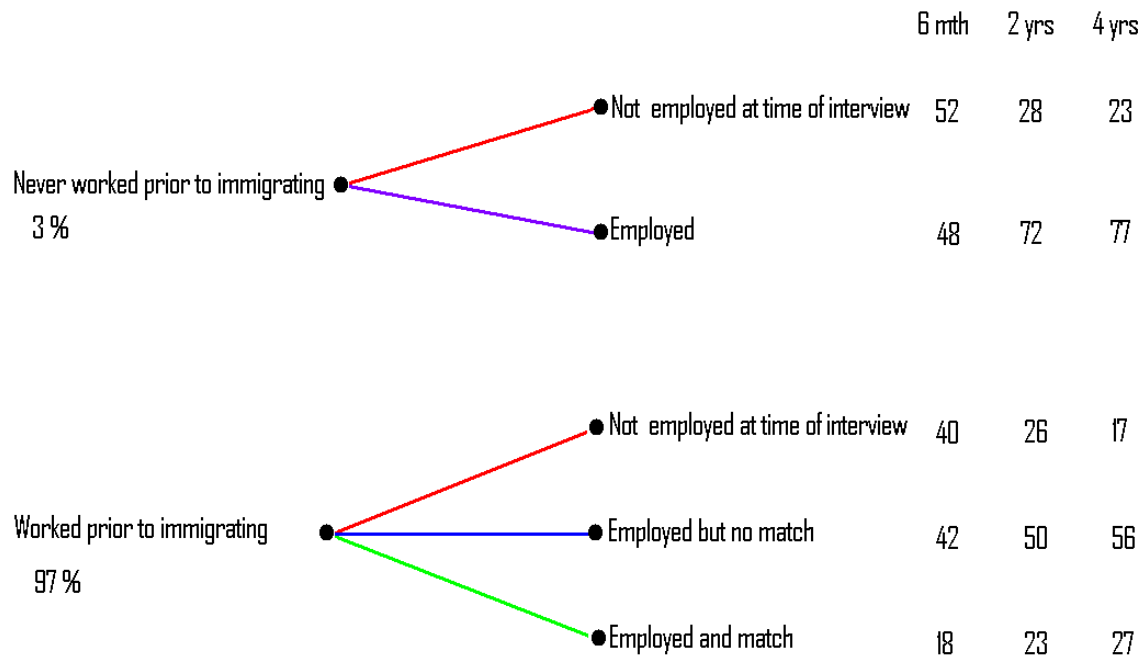 6 mth 2 yrs 4 yrs
Not employed at time of interview 52 28 23
Never worked prior to immigrating
3 %
Employed 48 72 77
Not employed at time of interview 40 26 17
Worked prior to immigrating
Employed but no match 42 50 56
97 %
Employed and match 18 23 27